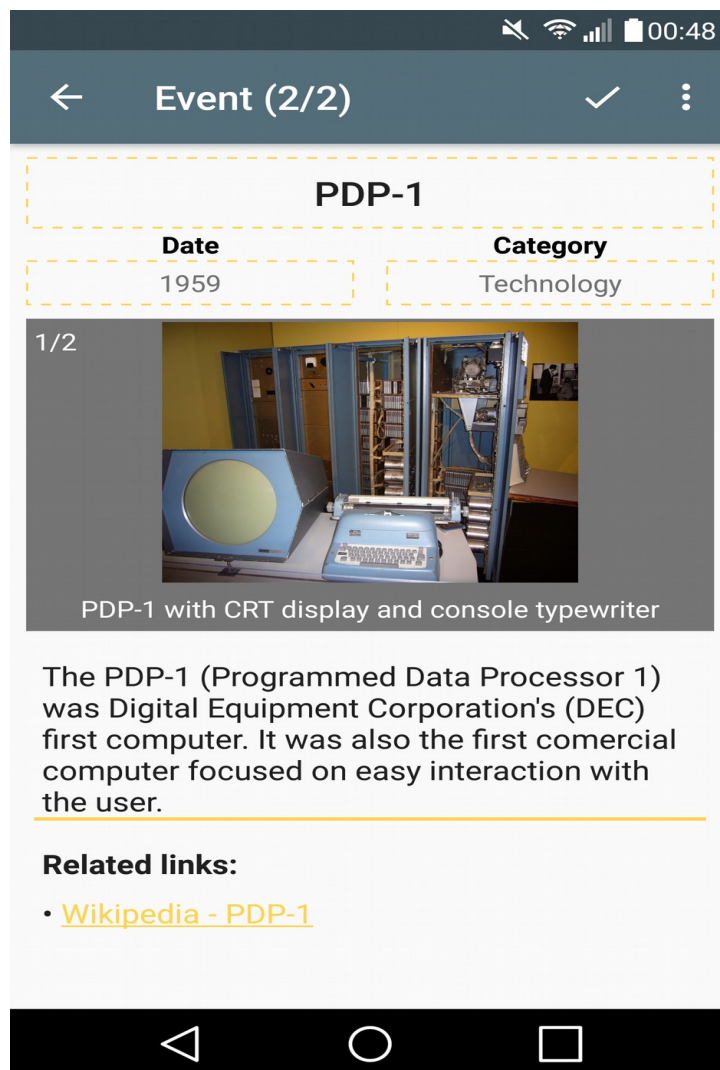 00:48
Event (2/2)
PDP-1
Date
Category
1959
Technology
1/2
PDP-1 with CRT display and console typewriter
The PDP-1 (Programmed Data Processor 1)
was Digital Equipment Corporation's (DEC)
first computer. It was also the first comercial
computer focused on easy interaction with
the user.
Related links:
• Wikipedia - PDP-1